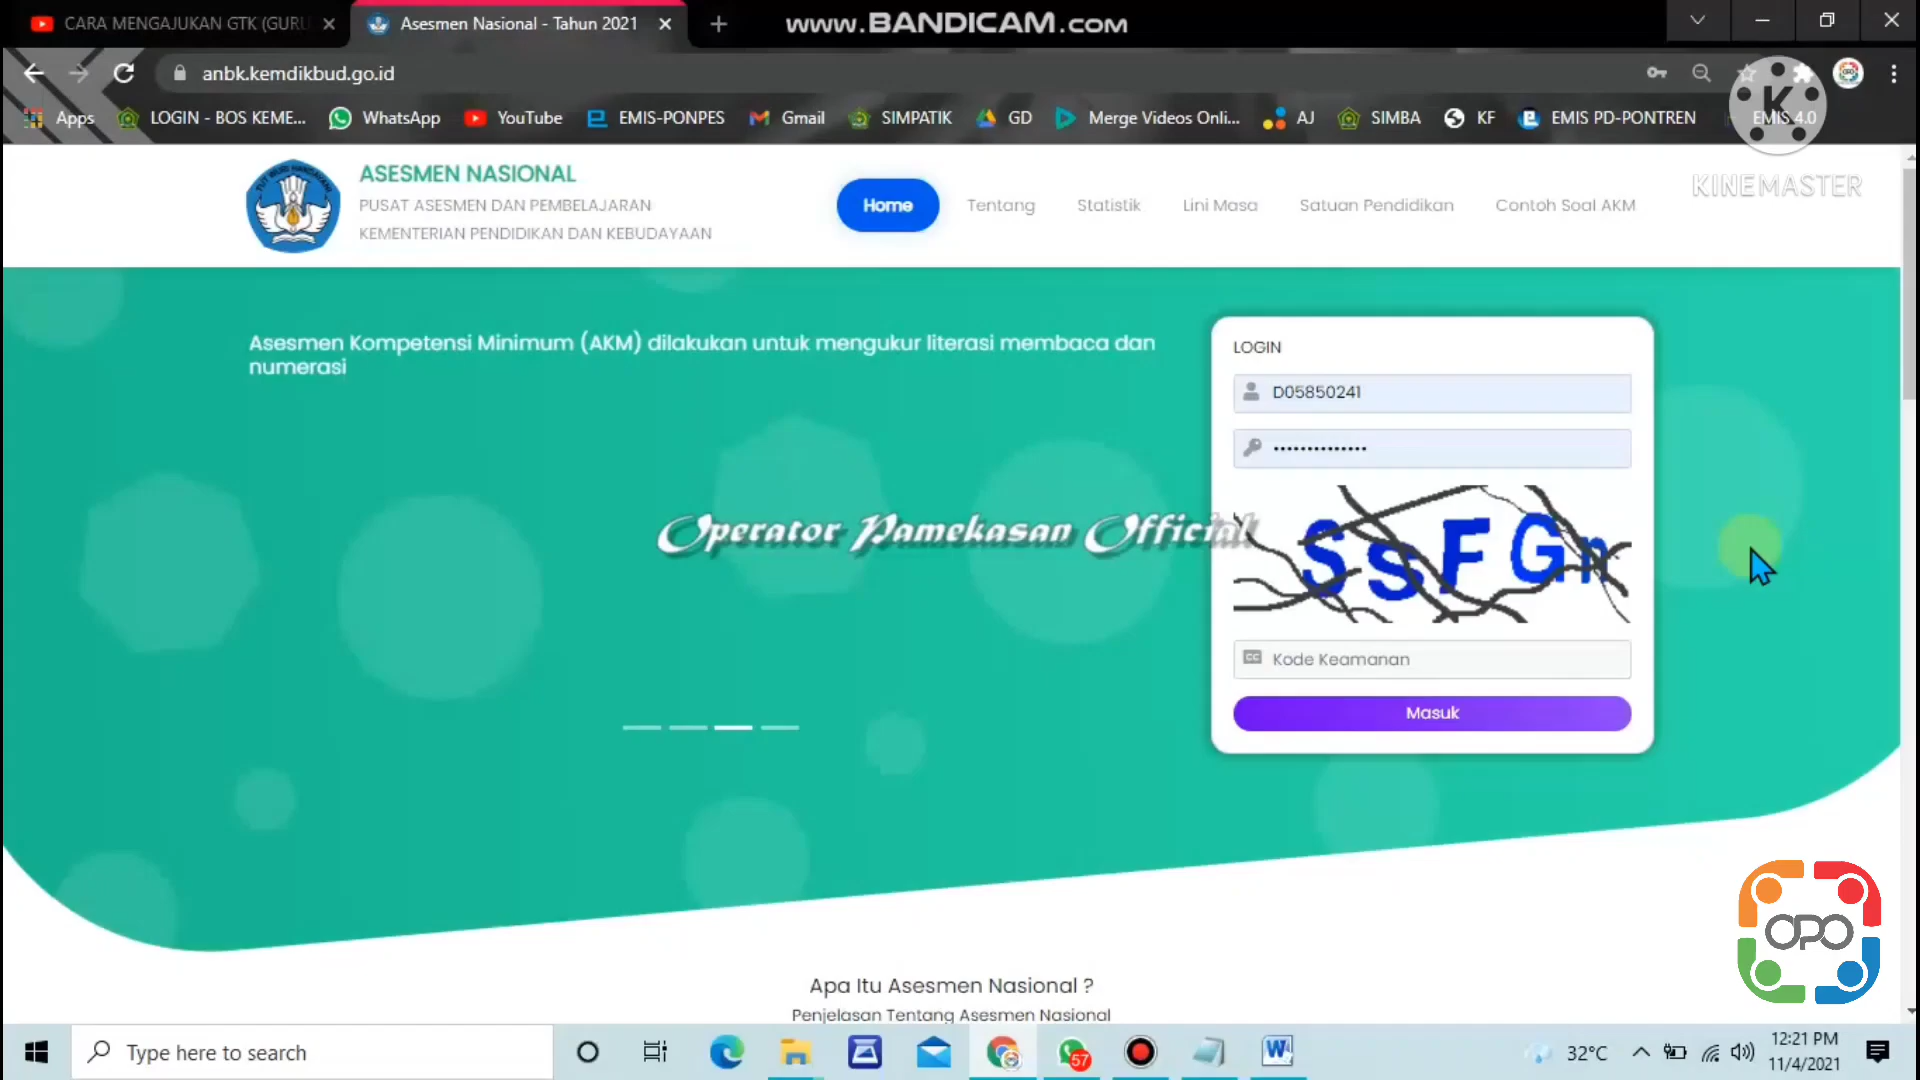 CARA MENGAJUKAN GTK (GURU
Asesmen Nasional - Tahun 2021
www.BANDICAM.com
anbk.kemdikbud.go.id
Apps
LOGIN - BOS KEME...
WhatsApp
YouTube
EMIS-PONPES
Gmail
SIMPATIK
GD
Merge Videos Onli...
AJ
SIMBA
KF
EMIS PD-PONTREN
EMIS 4.0
K
KINEMASTER
ASESMEN NASIONAL
PUSAT ASESMEN DAN PEMBELAJARAN
KEMENTERIAN PENDIDIKAN DAN KEBUDAYAAN
Home
Tentang
Statistik
Lini Masa
Satuan Pendidikan
Contoh Soal AKM
Asesmen Kompetensi Minimum (AKM) dilakukan untuk mengukur literasi membaca dan
numerasi
Operator Pamekasan Official
LOGIN
D05850241
••••••••••••••
SsFGn
Kode Keamanan
Masuk
OPO
Apa Itu Asesmen Nasional ?
Penjelasan Tentang Asesmen Nasional
Type here to search
57
32°C
12:21 PM
11/4/2021